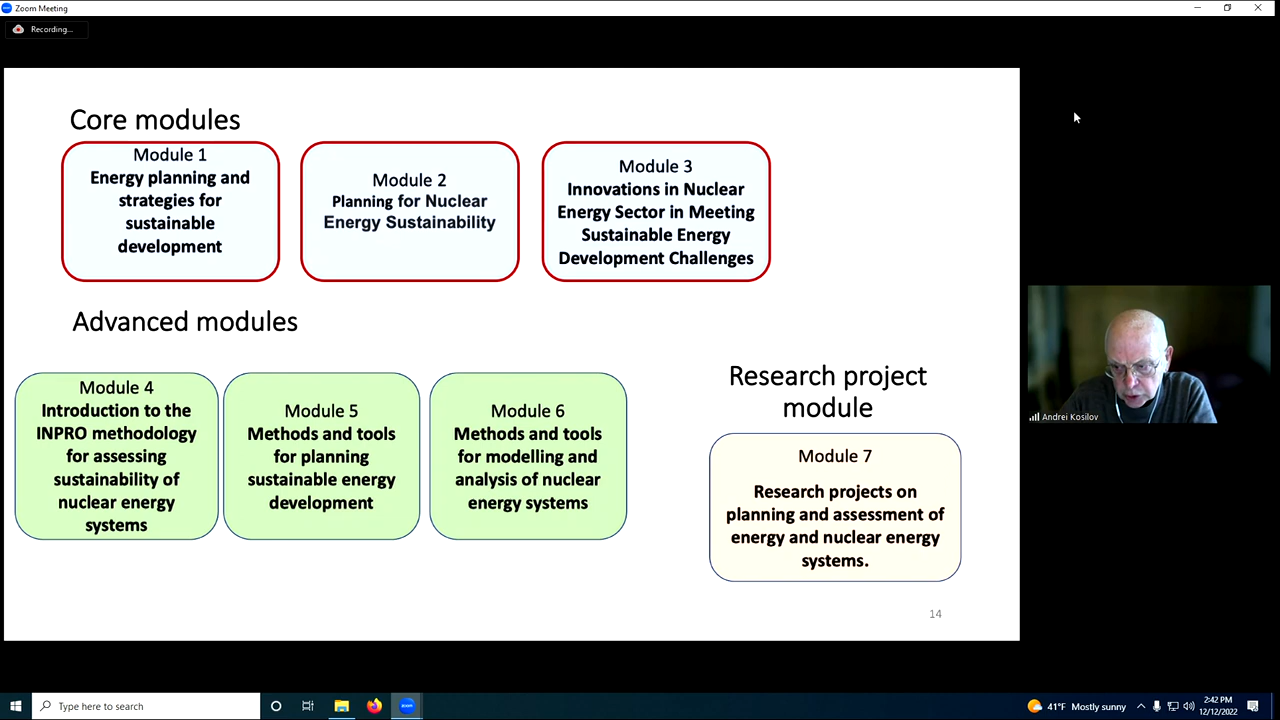 Zoom Meeting
Recording...
Core modules
Module 1
Energy planning and
strategies for
sustainable
development
Module 2
Planning for Nuclear
Energy Sustainability
Module 3
Innovations in Nuclear
Energy Sector in Meeting
Sustainable Energy
Development Challenges
Advanced modules
Module 4
Introduction to the
INPRO methodology
for assessing
sustainability of
nuclear energy
systems
Module 5
Methods and tools
for planning
sustainable energy
development
Module 6
Methods and tools
for modelling and
analysis of nuclear
energy systems
Research project
module
Module 7
Research projects on
planning and assessment of
energy and nuclear energy
systems.
14
Andrei Kosilov
Type here to search
zoom
41°F Mostly sunny
2:42 PM
12/12/2022